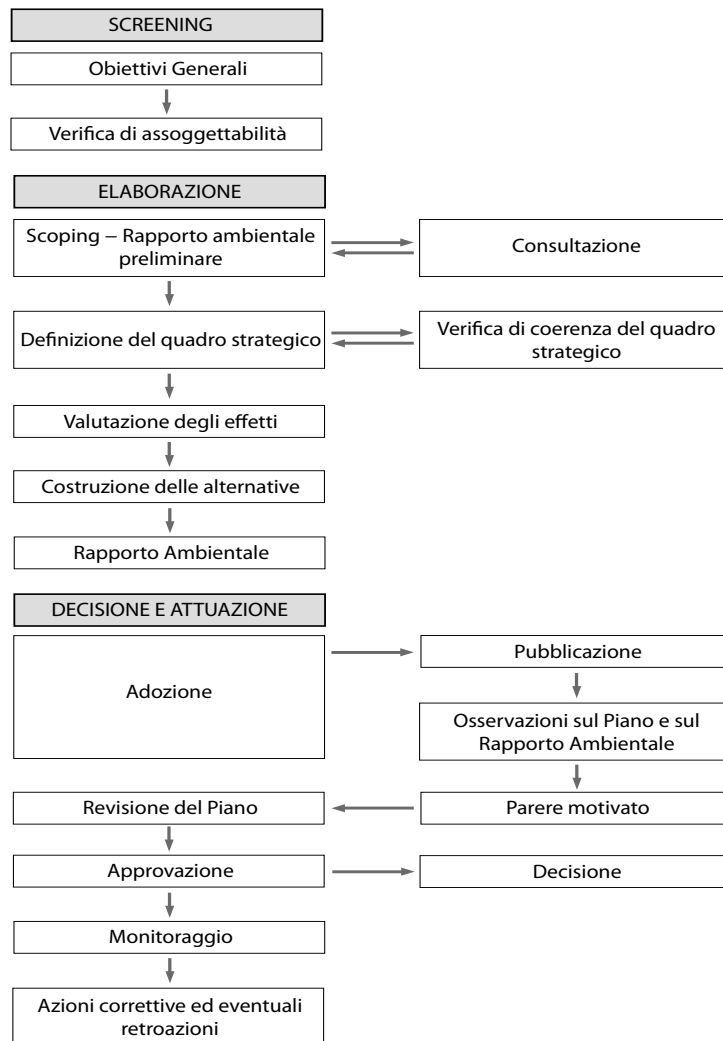 SCREENING
Obiettivi Generali
Verifica di assoggettabilità
ELABORAZIONE
Scoping – Rapporto ambientale
preliminare
Consultazione
Definizione del quadro strategico
Verifica di coerenza del quadro
strategico
Valutazione degli effetti
Costruzione delle alternative
Rapporto Ambientale
DECISIONE E ATTUAZIONE
Adozione
Pubblicazione
Osservazioni sul Piano e sul
Rapporto Ambientale
Revisione del Piano
Parere motivato
Approvazione
Decisione
Monitoraggio
Azioni correttive ed eventuali
retroazioni